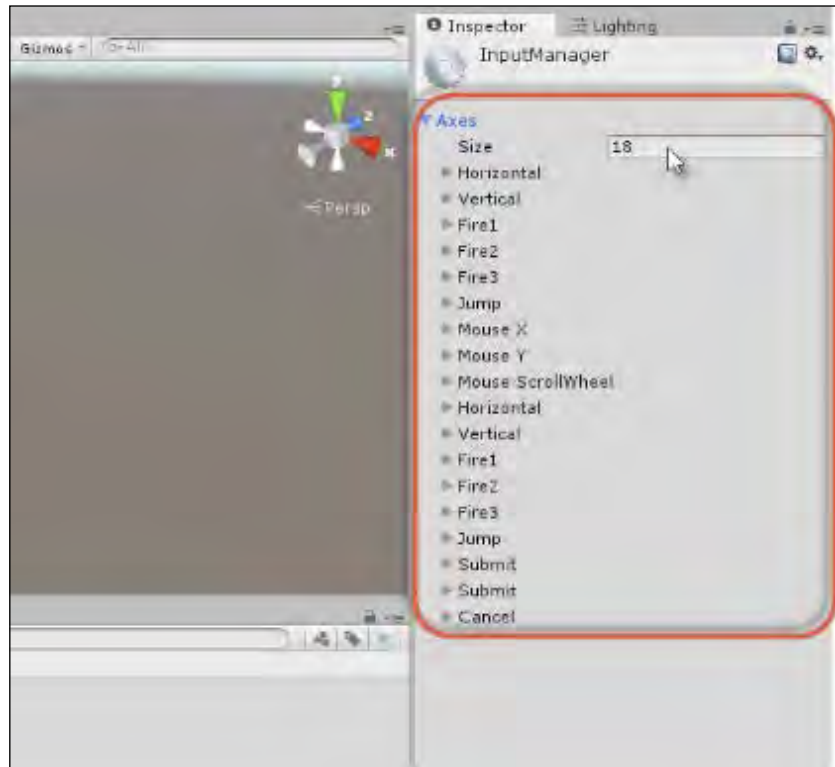 Inspector
Lighting
Gizmos
All
InputManager
y
z
x
Persp
Axes
Size 18
Horizontal
Vertical
Fire1
Fire2
Fire3
Jump
Mouse X
Mouse Y
Mouse ScrollWheel
Horizontal
Vertical
Fire1
Fire2
Fire3
Jump
Submit
Submit
Cancel